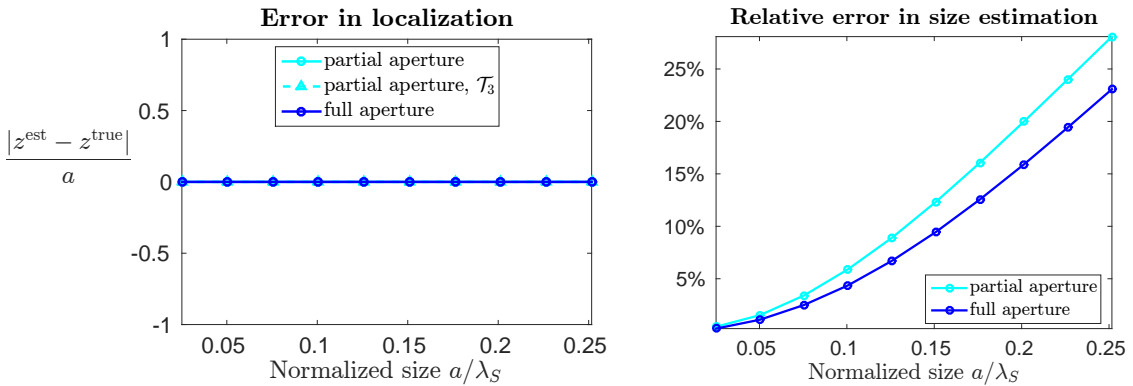 Error in localization
1
0.5
0
-0.5
-1
|z^est − z^true|
a
partial aperture
partial aperture, 𝒯₃
full aperture
0.05
0.1
0.15
0.20
0.25
Normalized size a/λ_S
Relative error in size estimation
25%
20%
15%
10%
5%
partial aperture
full aperture
0.05
0.1
0.15
0.2
0.25
Normalized size a/λ_S